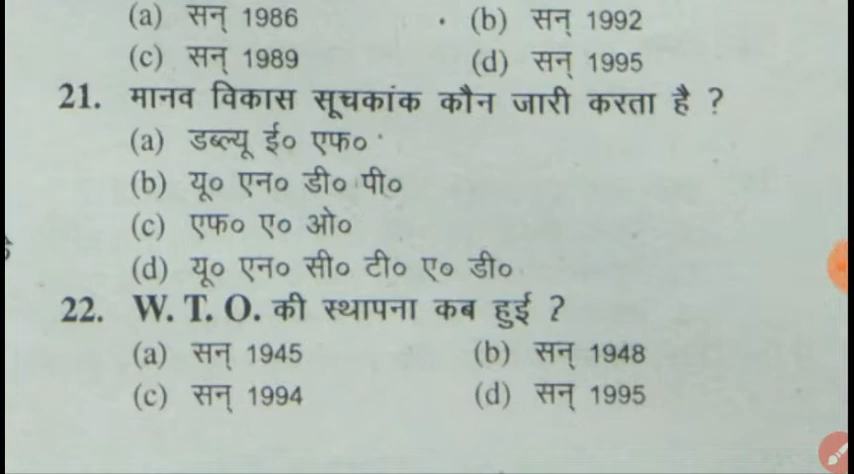 (a) सन् 1986 (b) सन् 1992
(c) सन् 1989 (d) सन् 1995
21. मानव विकास सूचकांक कौन जारी करता है ?
(a) डब्ल्यू ई० एफ०
(b) यू० एन० डी० पी०
(c) एफ० ए० ओ०
(d) यू० एन० सी० टी० ए० डी०
22. W. T. O. की स्थापना कब हुई ?
(a) सन् 1945 (b) सन् 1948
(c) सन् 1994 (d) सन् 1995